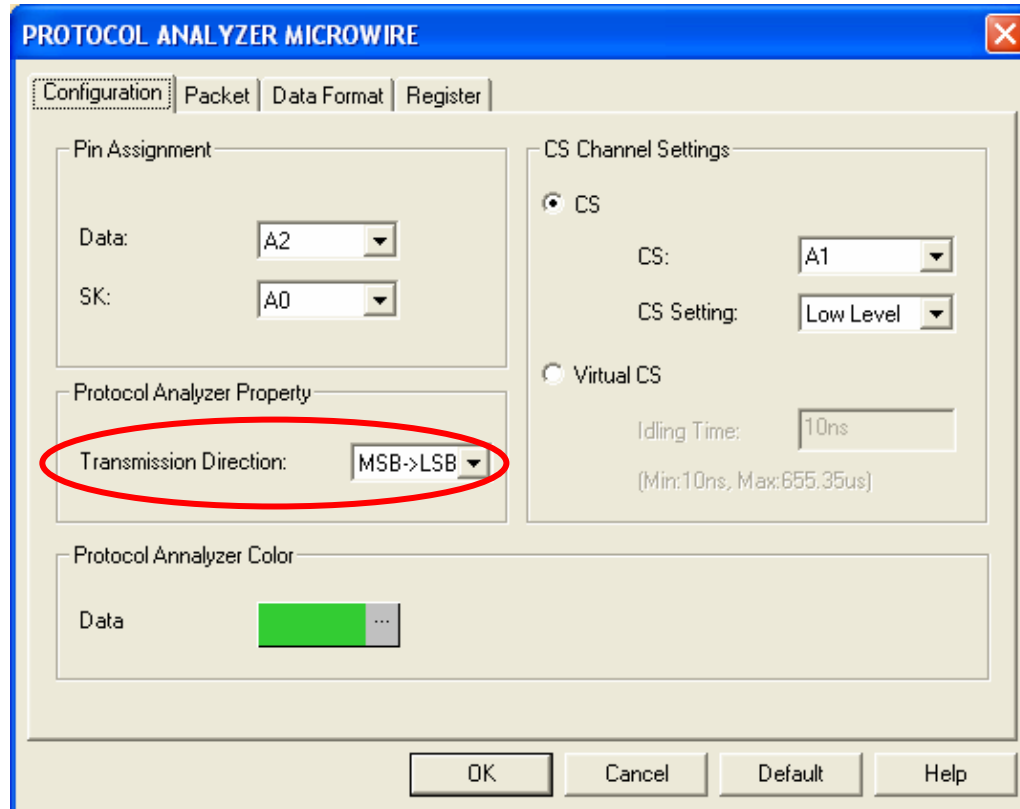 PROTOCOL ANALYZER MICROWIRE
Configuration Packet Data Format Register
Pin Assignment
Data: A2
SK: A0
CS Channel Settings
CS
CS: A1
CS Setting: Low Level
Virtual CS
Idling Time: 10ns
(Min:10ns, Max:655.35us)
Protocol Analyzer Property
Transmission Direction: MSB->LSB
Protocol Annalyzer Color
Data ...
OK Cancel Default Help